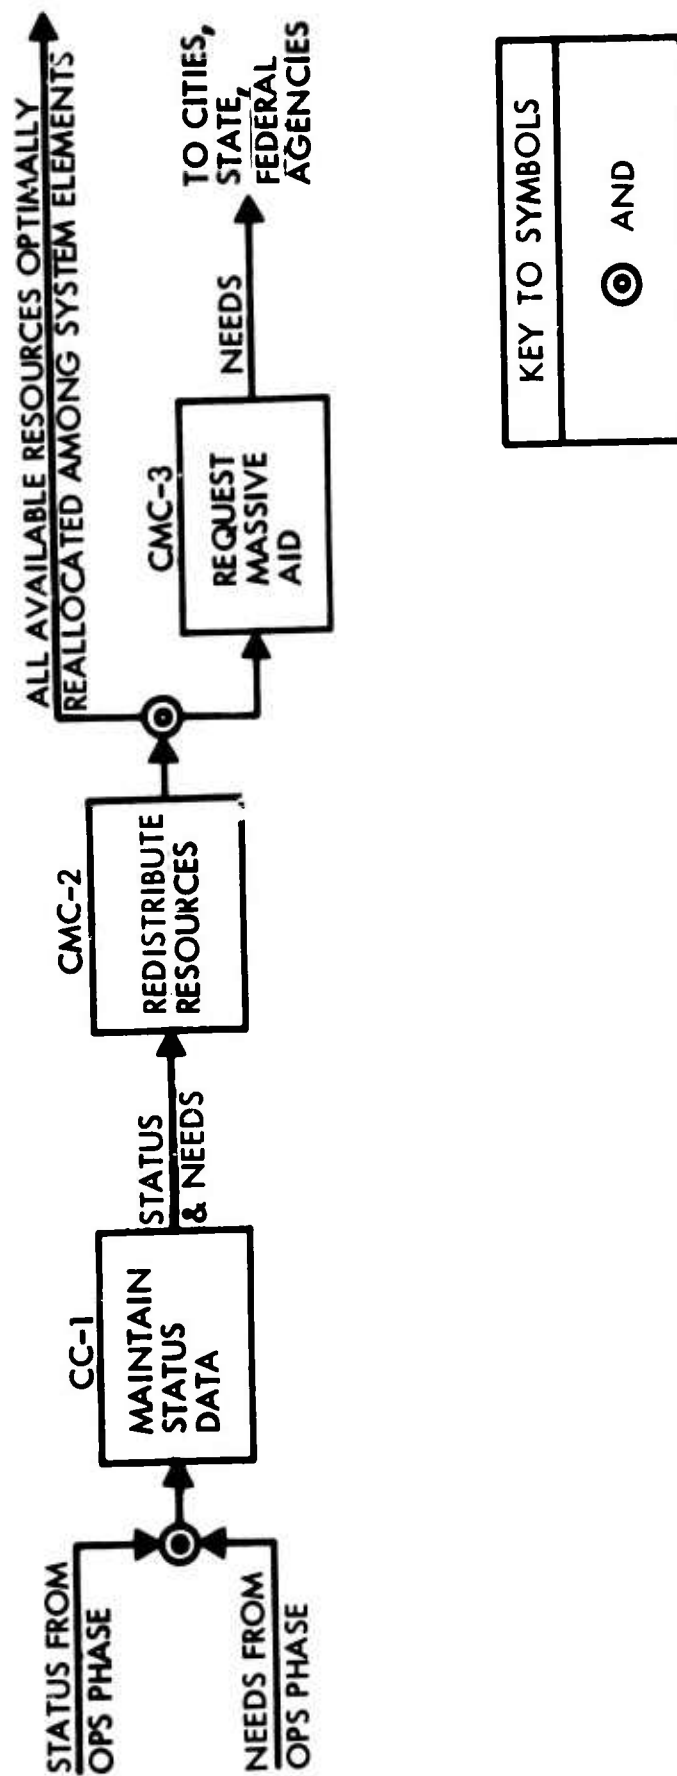 STATUS FROM
OPS PHASE
NEEDS FROM
OPS PHASE
CC-1
MAINTAIN
STATUS
DATA
STATUS
& NEEDS
CMC-2
REDISTRIBUTE
RESOURCES
ALL AVAILABLE RESOURCES OPTIMALLY
REALLOCATED AMONG SYSTEM ELEMENTS
CMC-3
REQUEST
MASSIVE
AID
NEEDS
TO CITIES,
STATE,
FEDERAL
AGENCIES
KEY TO SYMBOLS
AND